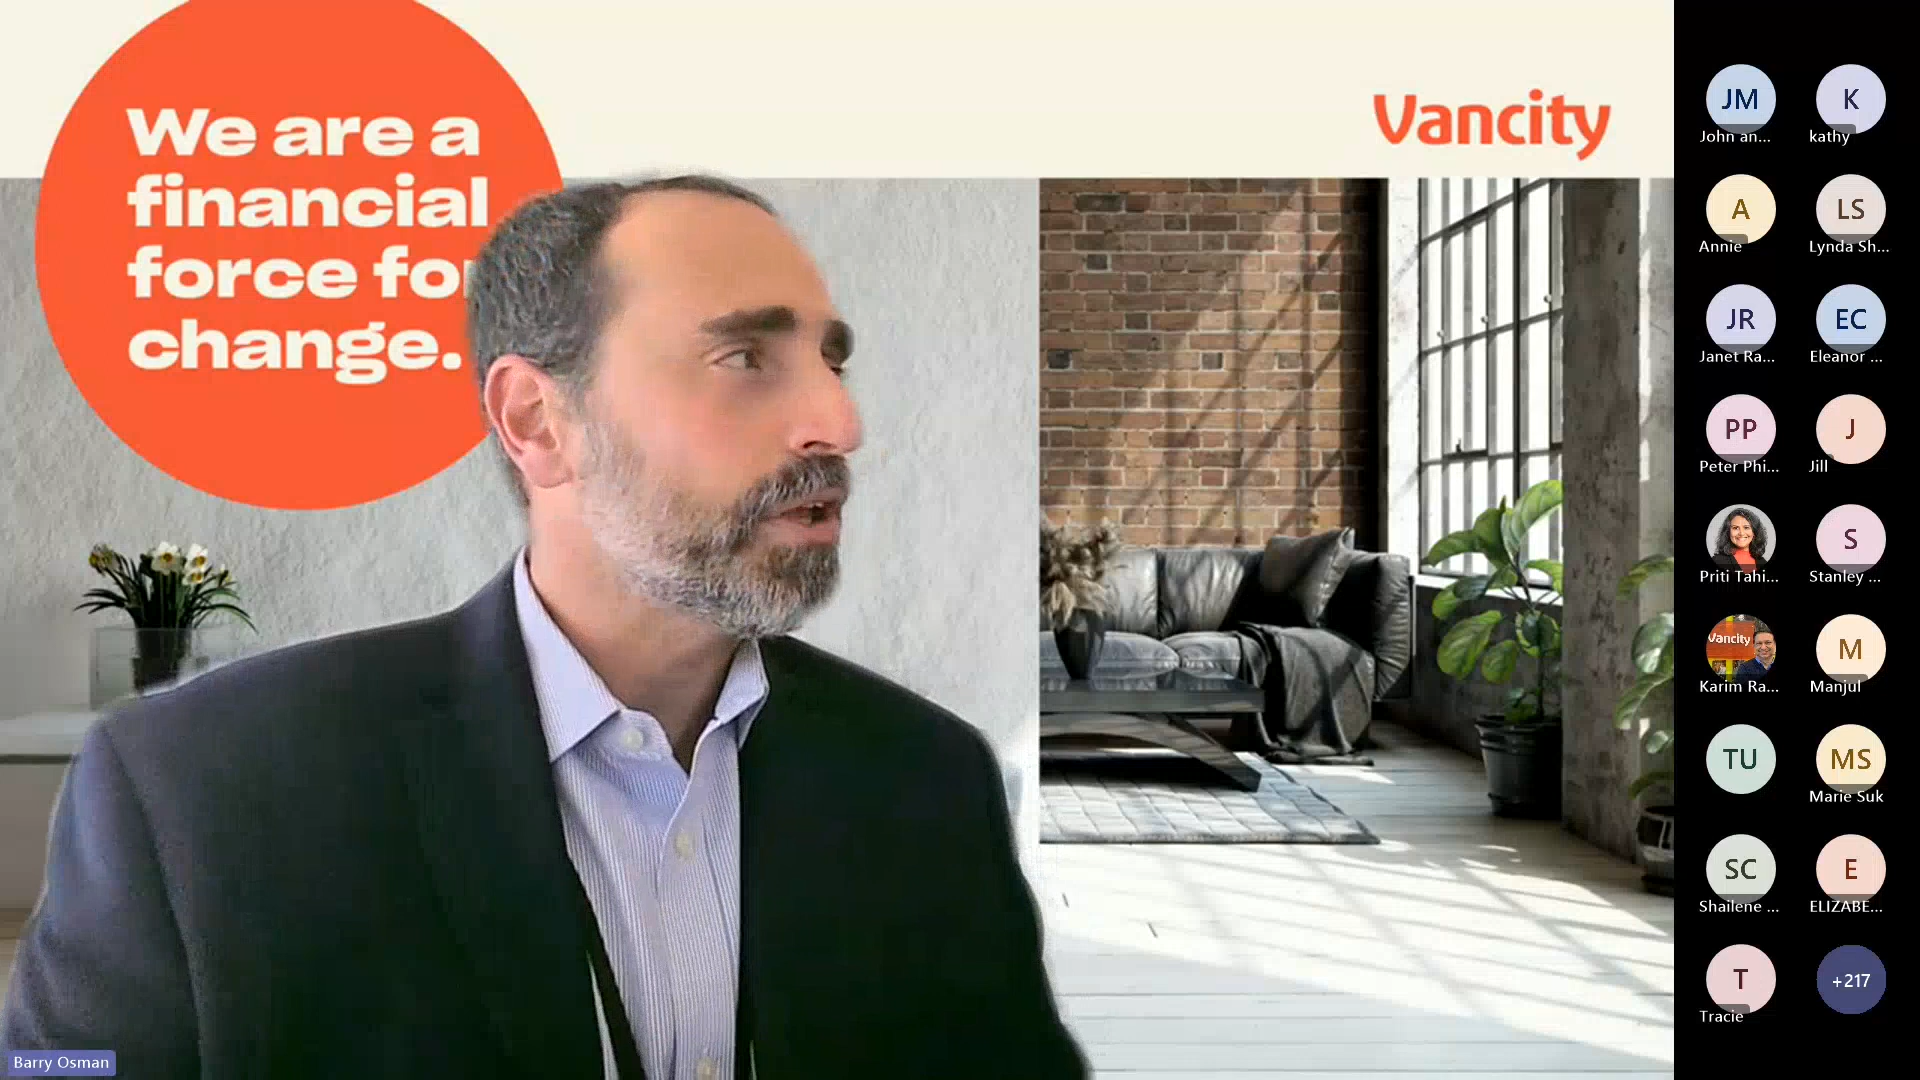 We are a
financial
force fo
change.
Vancity
Barry Osman
JM
John an...
K
kathy
A
Annie
LS
Lynda Sh...
JR
Janet Ra...
EC
Eleanor ...
PP
Peter Phi...
J
Jill
Priti Tahi...
S
Stanley ...
Vancity
Karim Ra...
M
Manjul
TU
MS
Marie Suk
SC
Shailene ...
E
ELIZABE...
T
Tracie
+217